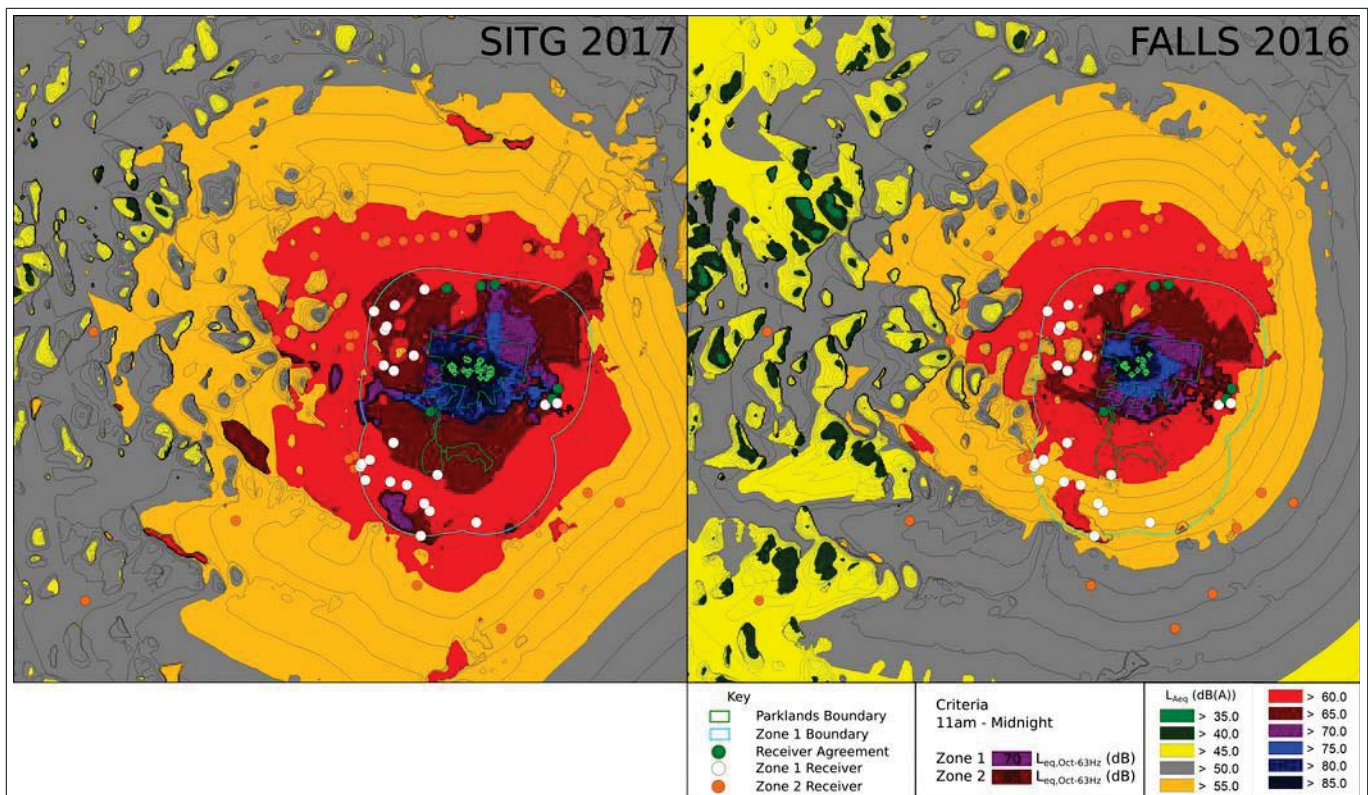 SITG 2017
FALLS 2016
Key
Parklands Boundary
Zone 1 Boundary
Receiver Agreement
Zone 1 Receiver
Zone 2 Receiver
Criteria
11am - Midnight
Zone 1 70 Leq,Oct-63Hz (dB)
Zone 2 65 Leq,Oct-63Hz (dB)
LAeq (dB(A))
> 35.0
> 40.0
> 45.0
> 50.0
> 55.0
> 60.0
> 65.0
> 70.0
> 75.0
> 80.0
> 85.0